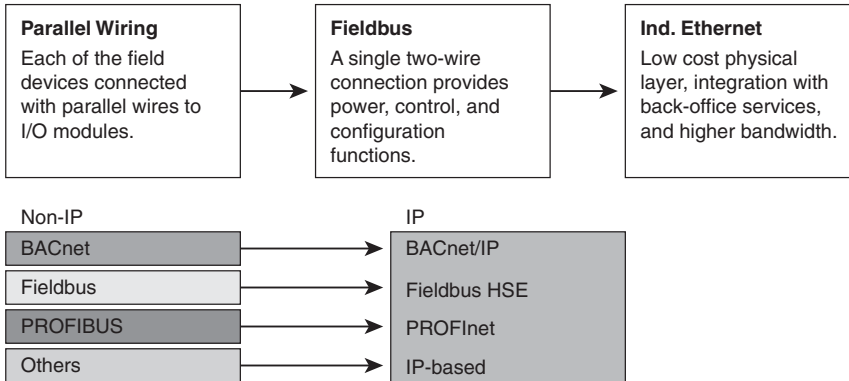 Parallel Wiring
Each of the field
devices connected
with parallel wires to
I/O modules.
Fieldbus
A single two-wire
connection provides
power, control, and
configuration
functions.
Ind. Ethernet
Low cost physical
layer, integration with
back-office services,
and higher bandwidth.
Non-IP
IP
BACnet
BACnet/IP
Fieldbus
Fieldbus HSE
PROFIBUS
PROFInet
Others
IP-based